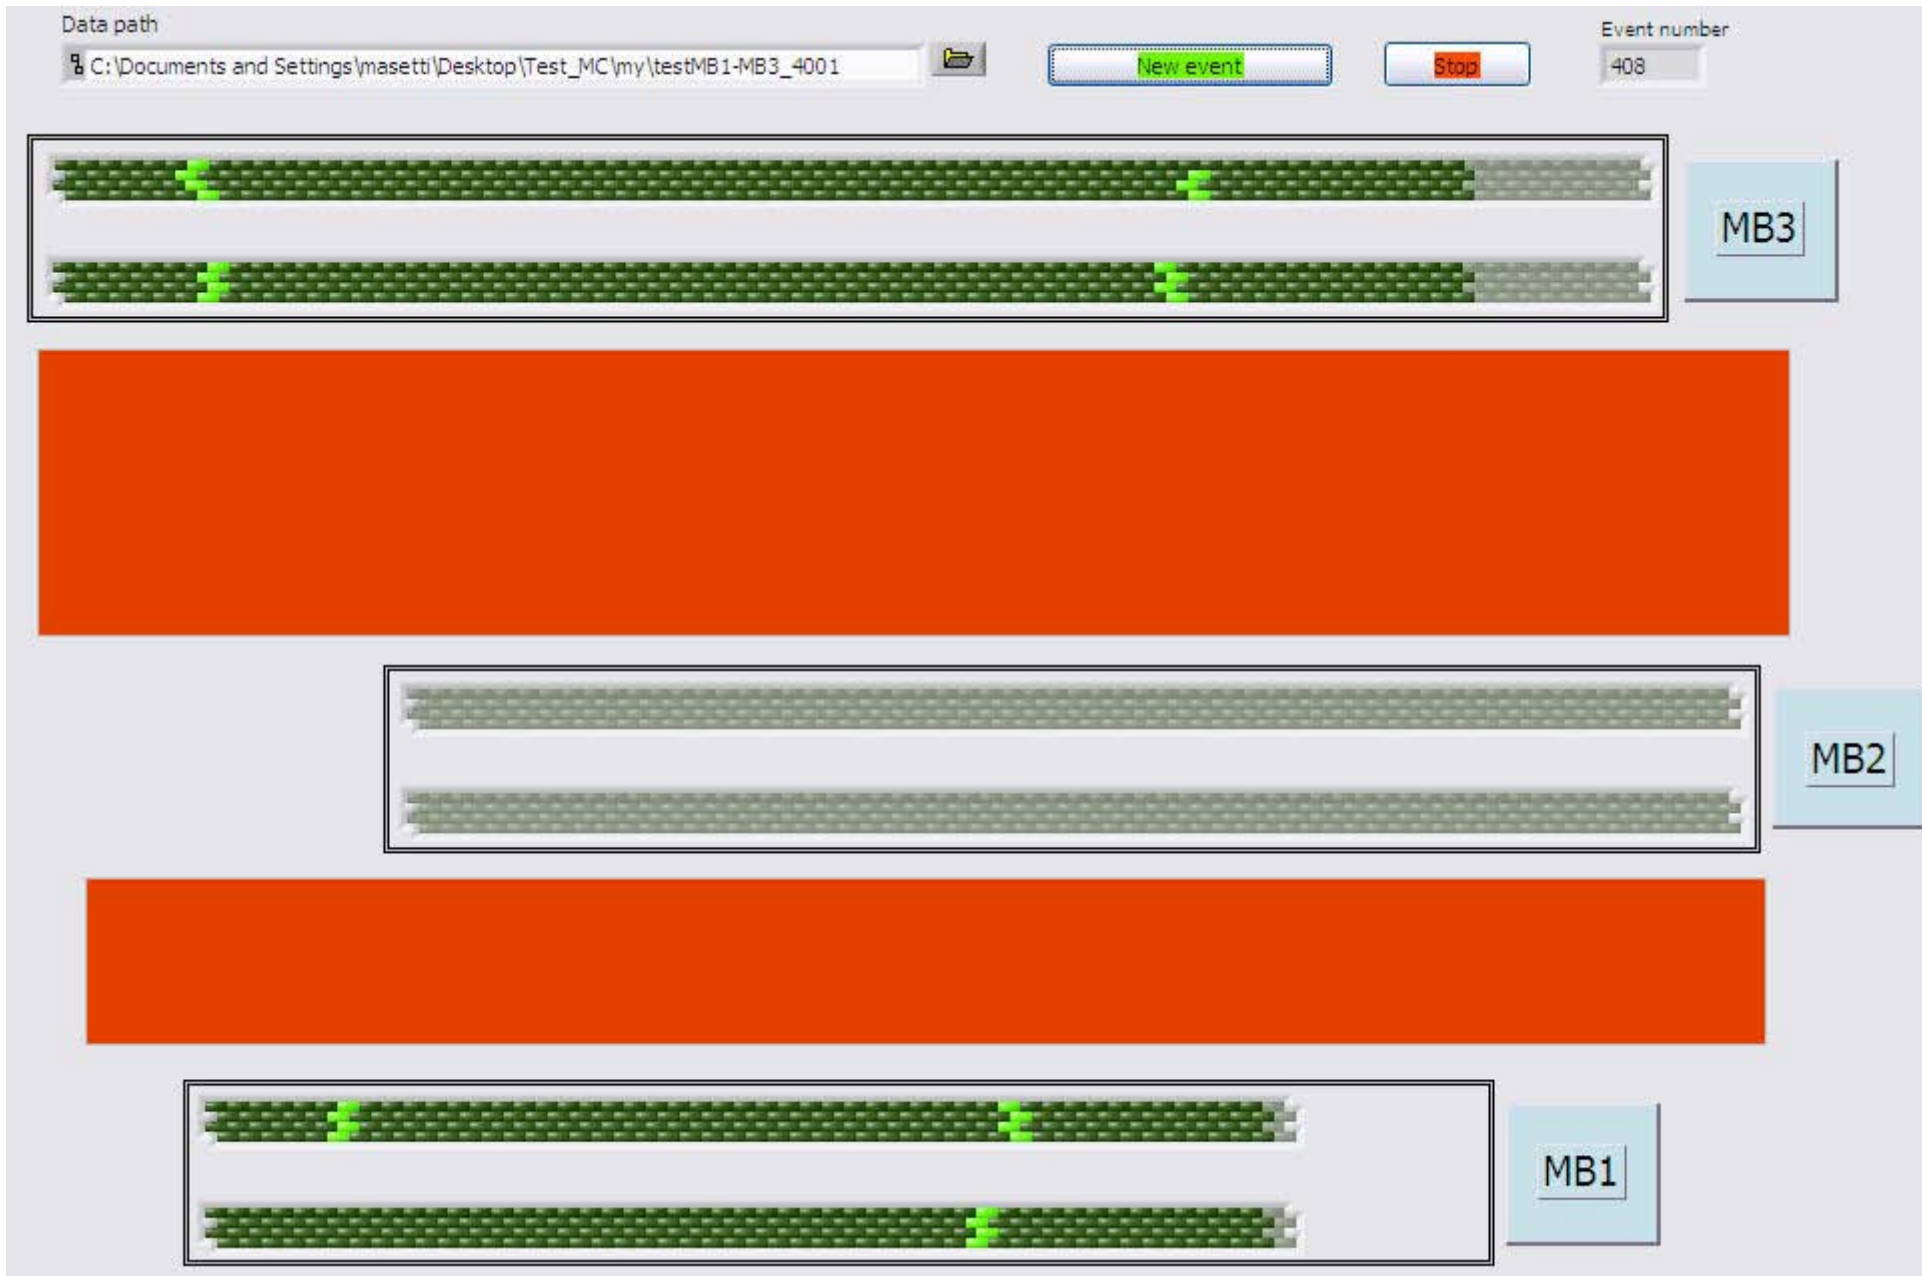 Data path
C:\Documents and Settings\masetti\Desktop\Test_MC\my\testMB1-MB3_4001
New event
Stop
Event number
408
MB3
MB2
MB1